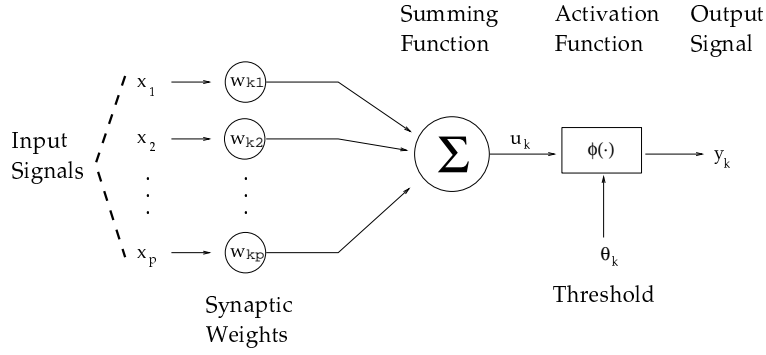 Summing Function
Activation Function
Output Signal
Input Signals
x1
wk1
x2
wk2
Σ
uk
ϕ(·)
yk
xp
wkp
θk
Synaptic Weights
Threshold